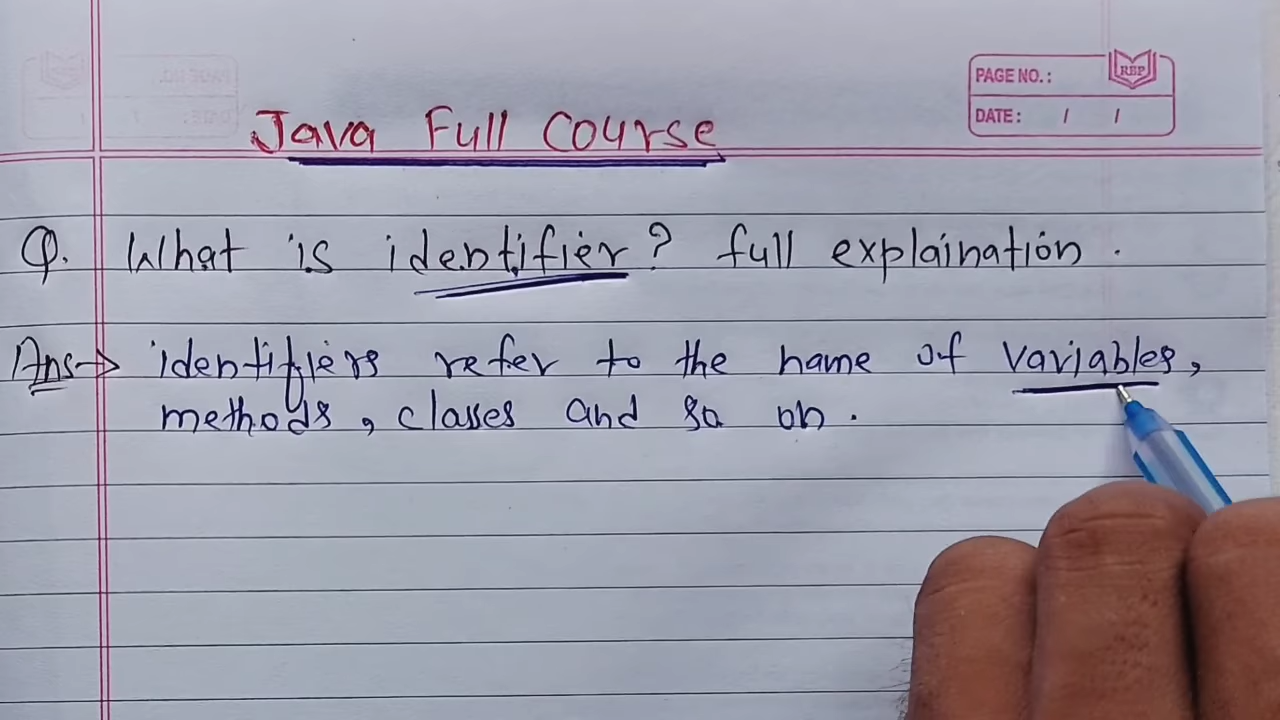 PAGE NO.:
REP
DATE: / /
Java Full Course
Q. What is identifier? full explaination.
Ans→ identifiers refer to the name of variables,
methods, classes and so on.